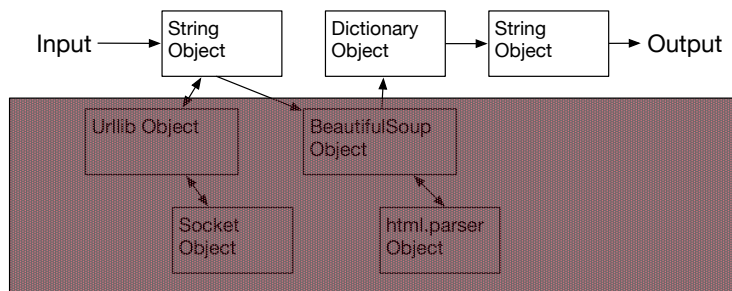 Input
String
Object
Dictionary
Object
String
Object
Output
Urllib Object
BeautifulSoup
Object
Socket
Object
html.parser
Object